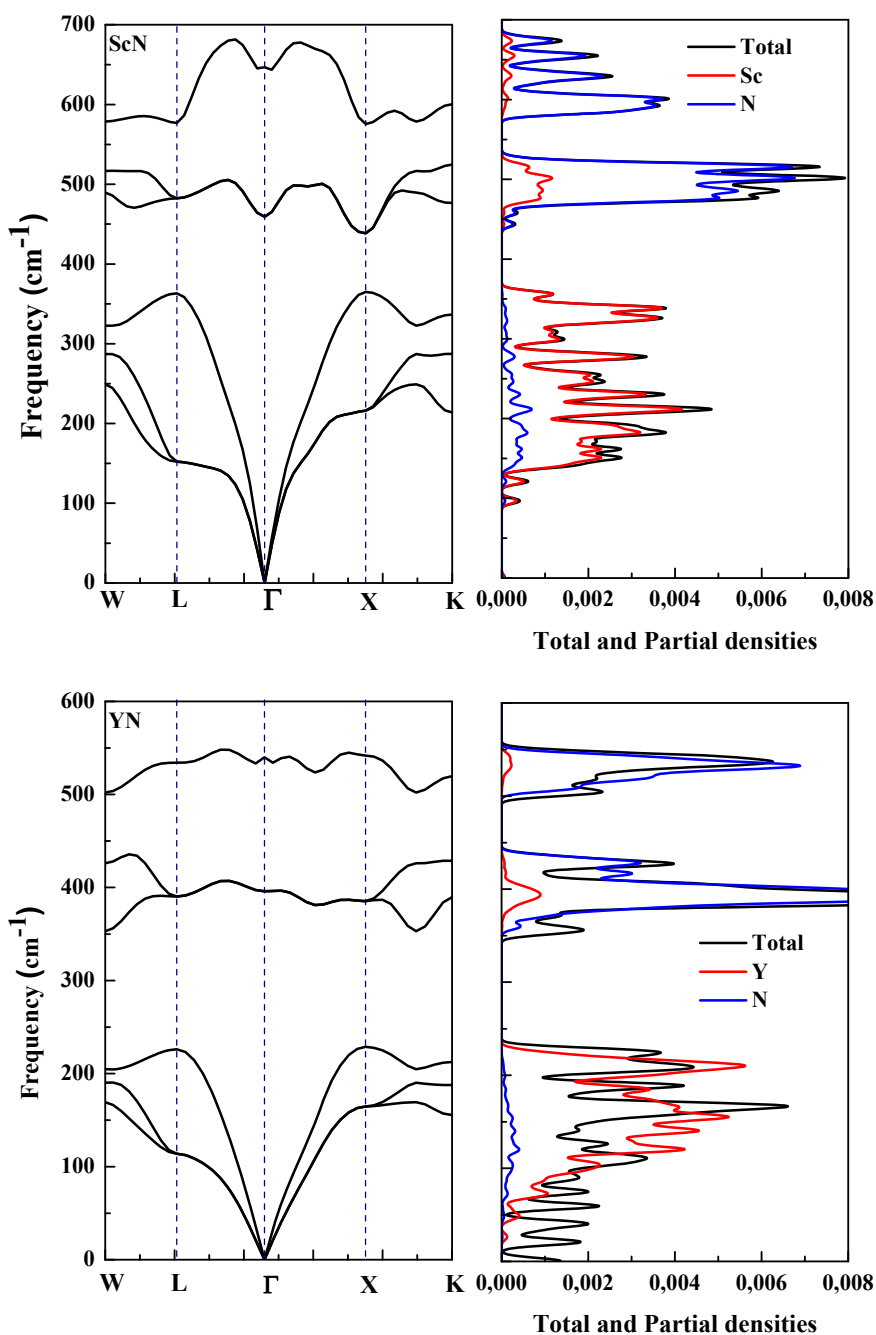 ScN
Frequency (cm-1)
700
600
500
400
300
200
100
0
W L Γ X K
Total
Sc
N
0,000 0,002 0,004 0,006 0,008
Total and Partial densities
YN
Frequency (cm-1)
600
500
400
300
200
100
0
W L Γ X K
Total
Y
N
0,000 0,002 0,004 0,006 0,008
Total and Partial densities